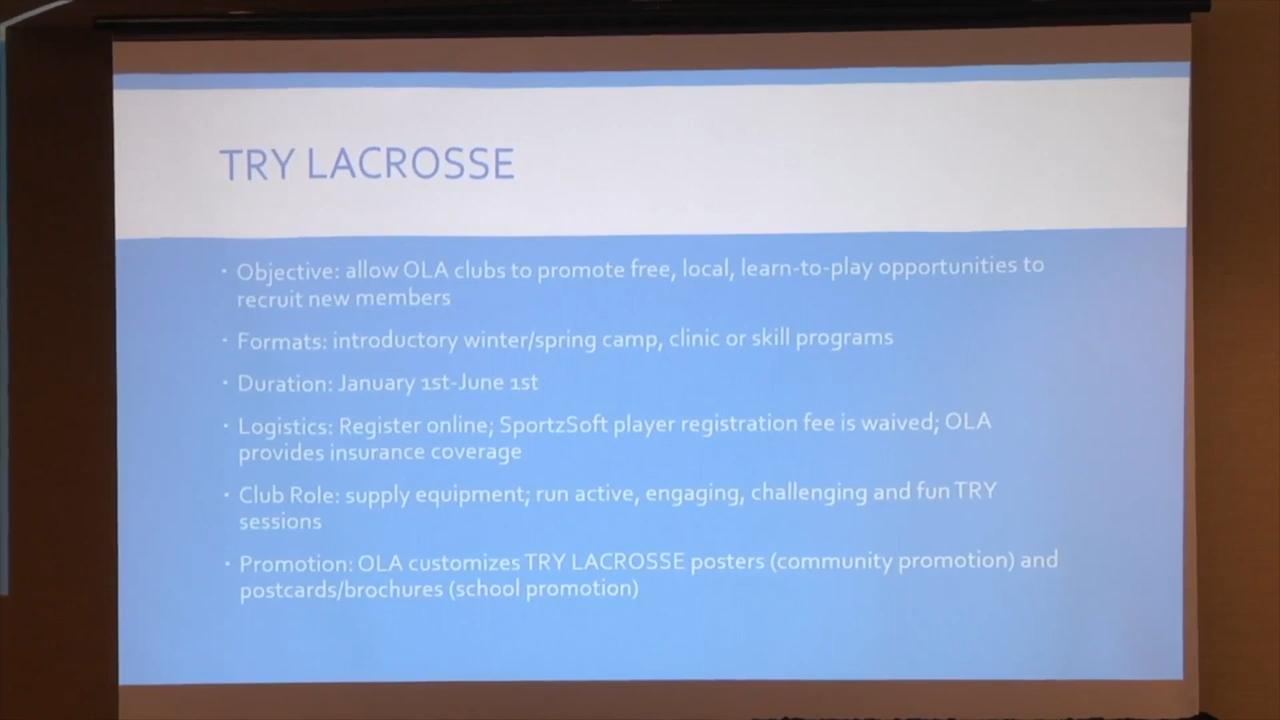 TRY LACROSSE
· Objective: allow OLA clubs to promote free, local, learn-to-play opportunities to
recruit new members
· Formats: introductory winter/spring camp, clinic or skill programs
· Duration: January 1st-June 1st
· Logistics: Register online; SportzSoft player registration fee is waived; OLA
provides insurance coverage
· Club Role: supply equipment; run active, engaging, challenging and fun TRY
sessions
· Promotion: OLA customizes TRY LACROSSE posters (community promotion) and
postcards/brochures (school promotion)